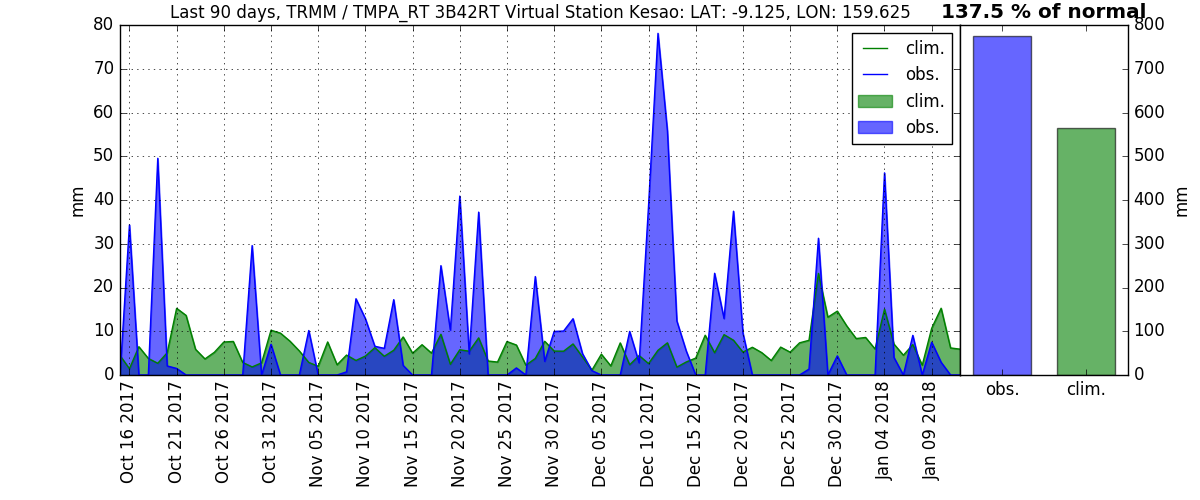 Last 90 days, TRMM / TMPA_RT 3B42RT Virtual Station Kesao: LAT: -9.125, LON: 159.625
137.5 % of normal
mm
80
70
60
50
40
30
20
10
0
clim.
obs.
clim.
obs.
Oct 16 2017
Oct 21 2017
Oct 26 2017
Oct 31 2017
Nov 05 2017
Nov 10 2017
Nov 15 2017
Nov 20 2017
Nov 25 2017
Nov 30 2017
Dec 05 2017
Dec 10 2017
Dec 15 2017
Dec 20 2017
Dec 25 2017
Dec 30 2017
Jan 04 2018
Jan 09 2018
800
700
600
500
400
300
200
100
0
mm
obs.
clim.